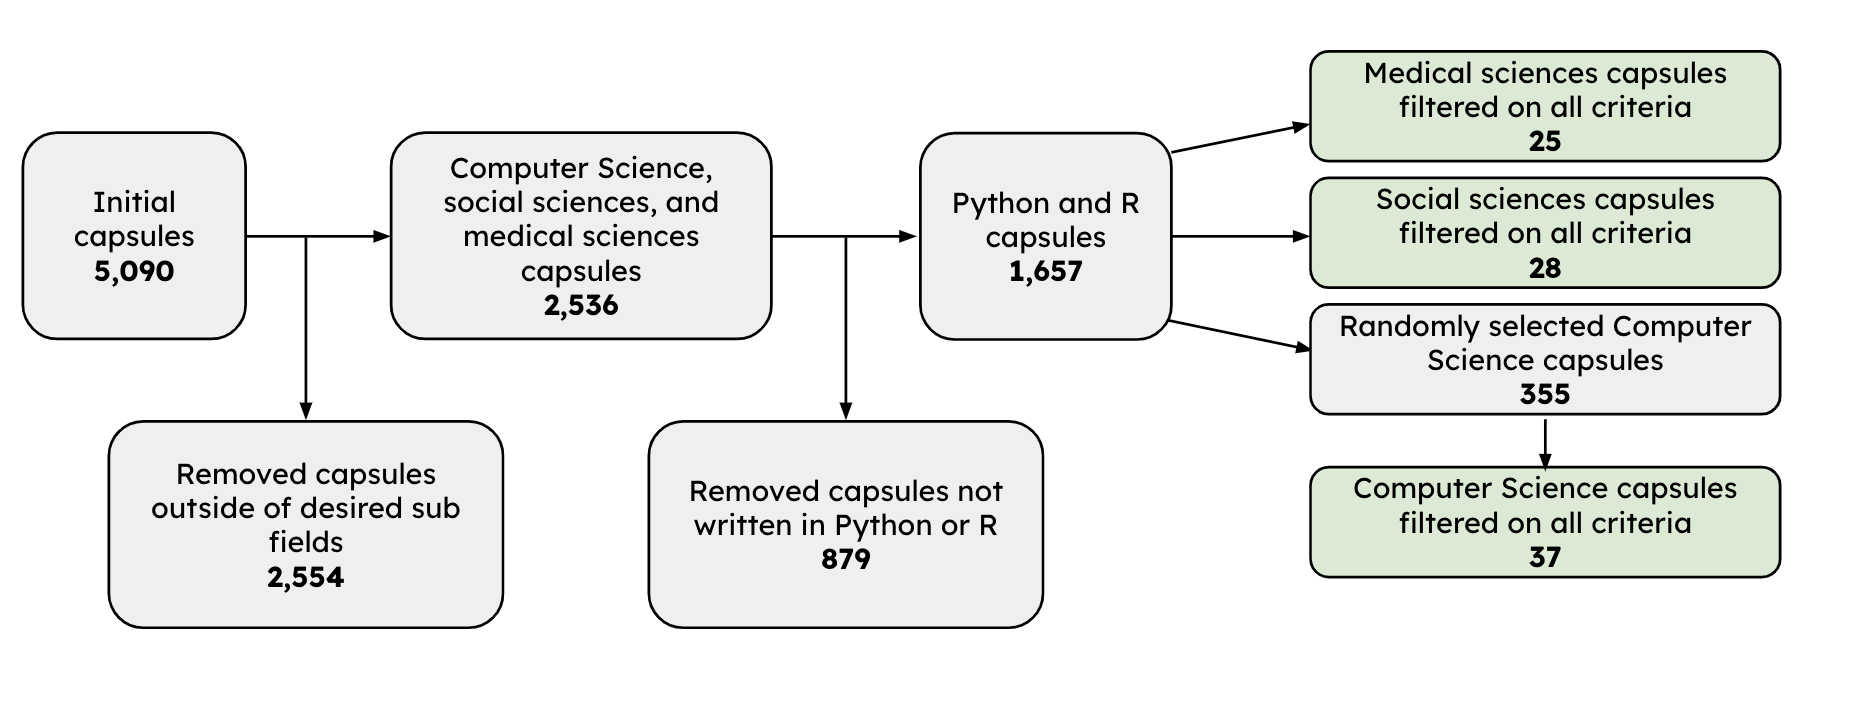 Initial
capsules
5,090
Computer Science,
social sciences, and
medical sciences
capsules
2,536
Python and R
capsules
1,657
Medical sciences capsules
filtered on all criteria
25
Social sciences capsules
filtered on all criteria
28
Randomly selected Computer
Science capsules
355
Computer Science capsules
filtered on all criteria
37
Removed capsules
outside of desired sub
fields
2,554
Removed capsules not
written in Python or R
879